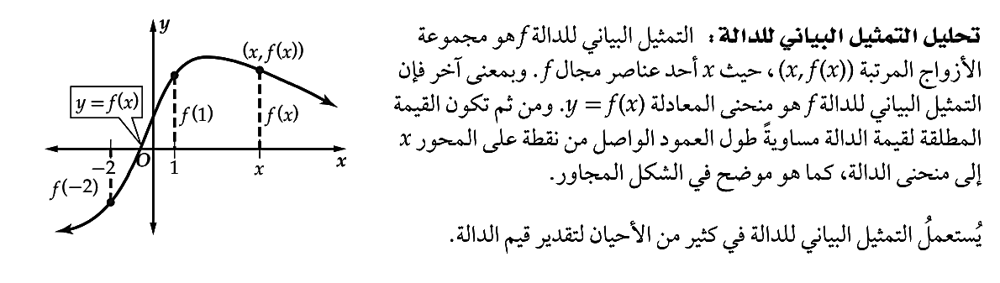 تحليل التمثيل البياني للدالة : التمثيل البياني للدالة f هو مجموعة
الأزواج المرتبة (x, f(x))، حيث x أحد عناصر مجال f. وبمعنى آخر فإن
التمثيل البياني للدالة f هو منحنى المعادلة y = f(x). ومن ثم تكون القيمة
المطلقة لقيمة الدالة مساويةً طول العمود الواصل من نقطة على المحور x
إلى منحنى الدالة، كما هو موضح في الشكل المجاور.
يُستعملُ التمثيل البياني للدالة في كثير من الأحيان لتقدير قيم الدالة.
y
(x, f(x))
y = f(x)
f(1)
f(x)
−2
O
1
x
x
f(−2)